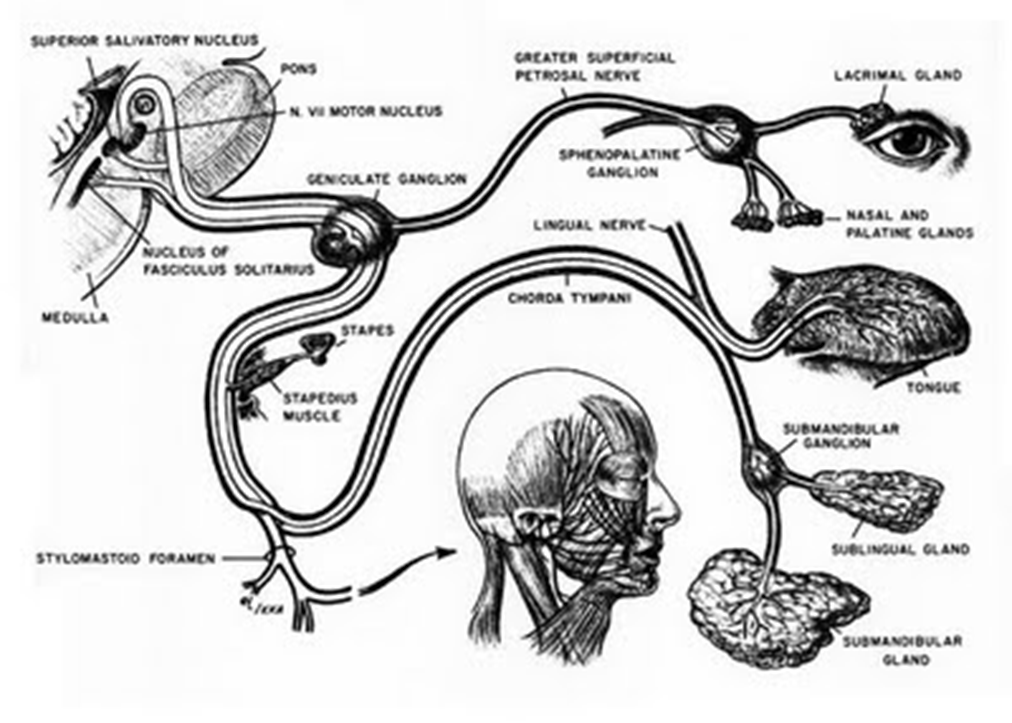 SUPERIOR SALIVATORY NUCLEUS
PONS
N. VII MOTOR NUCLEUS
GREATER SUPERFICIAL
PETROSAL NERVE
LACRIMAL GLAND
GENICULATE GANGLION
SPHENOPALATINE
GANGLION
LINGUAL NERVE
NASAL AND
PALATINE GLANDS
NUCLEUS OF
FASCICULUS SOLITARIUS
MEDULLA
CHORDA TYMPANI
STAPES
STAPEDIUS
MUSCLE
TONGUE
SUBMANDIBULAR
GANGLION
SUBLINGUAL GLAND
STYLOMASTOID FORAMEN
SUBMANDIBULAR
GLAND